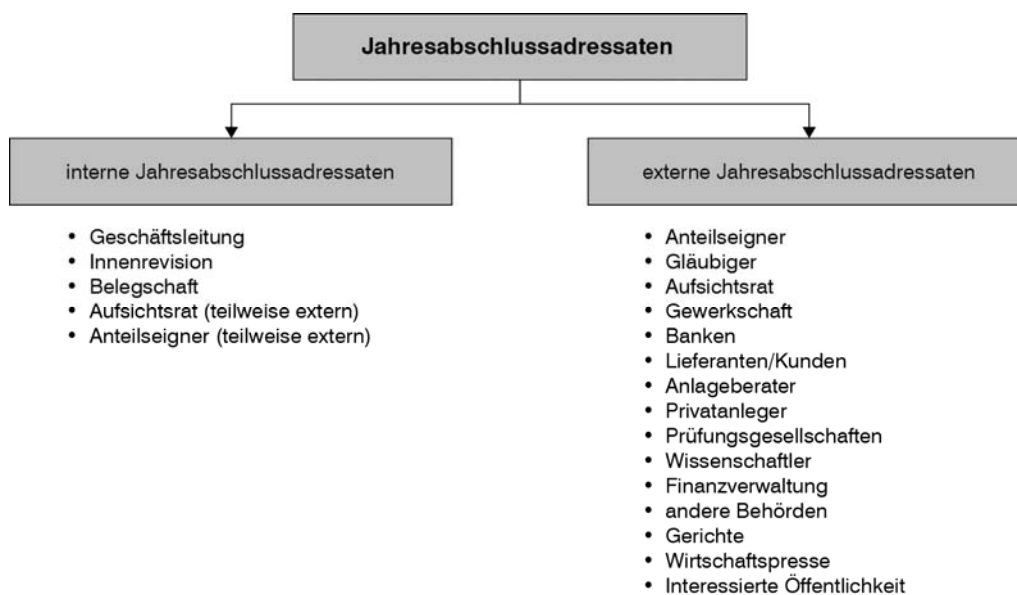 Jahresabschlussadressaten
interne Jahresabschlussadressaten
• Geschäftsleitung
• Innenrevision
• Belegschaft
• Aufsichtsrat (teilweise extern)
• Anteilseigner (teilweise extern)
externe Jahresabschlussadressaten
• Anteilseigner
• Gläubiger
• Aufsichtsrat
• Gewerkschaft
• Banken
• Lieferanten/Kunden
• Anlageberater
• Privatanleger
• Prüfungsgesellschaften
• Wissenschaftler
• Finanzverwaltung
• andere Behörden
• Gerichte
• Wirtschaftspresse
• Interessierte Öffentlichkeit